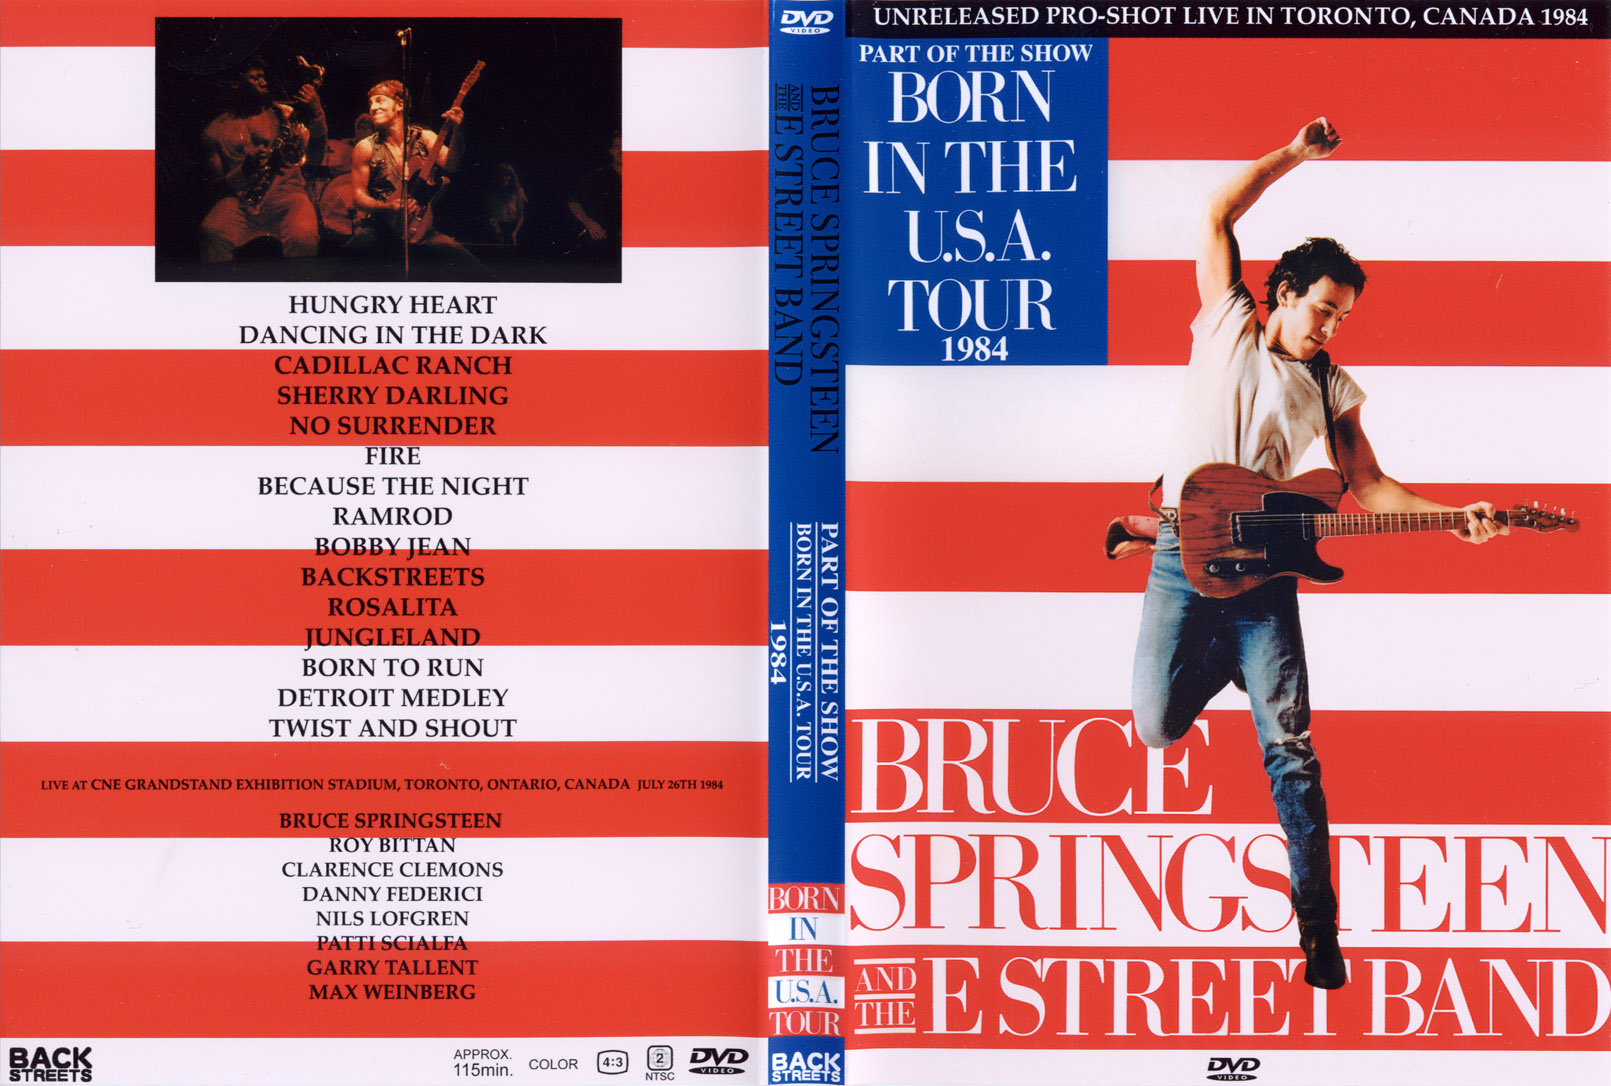 HUNGRY HEART
DANCING IN THE DARK
CADILLAC RANCH
SHERRY DARLING
NO SURRENDER
FIRE
BECAUSE THE NIGHT
RAMROD
BOBBY JEAN
BACKSTREETS
ROSALITA
JUNGLELAND
BORN TO RUN
DETROIT MEDLEY
TWIST AND SHOUT
LIVE AT CNE GRANDSTAND EXHIBITION STADIUM, TORONTO, ONTARIO, CANADA JULY 26TH 1984
BRUCE SPRINGSTEEN
ROY BITTAN
CLARENCE CLEMONS
DANNY FEDERICI
NILS LOFGREN
PATTI SCIALFA
GARRY TALLENT
MAX WEINBERG
BACK
STREETS
APPROX.
115min.
COLOR
4:3
2
NTSC
DVD
VIDEO
DVD
VIDEO
BRUCE SPRINGSTEEN
AND THE E STREET BAND
PART OF THE SHOW
BORN IN THE U.S.A. TOUR
1984
BORN
IN
THE
U.S.A.
TOUR
BACK
STREETS
UNRELEASED PRO-SHOT LIVE IN TORONTO, CANADA 1984
PART OF THE SHOW
BORN
IN THE
U.S.A.
TOUR
1984
BRUCE
SPRINGSTEEN
AND THE E STREET BAND
DVD
VIDEO